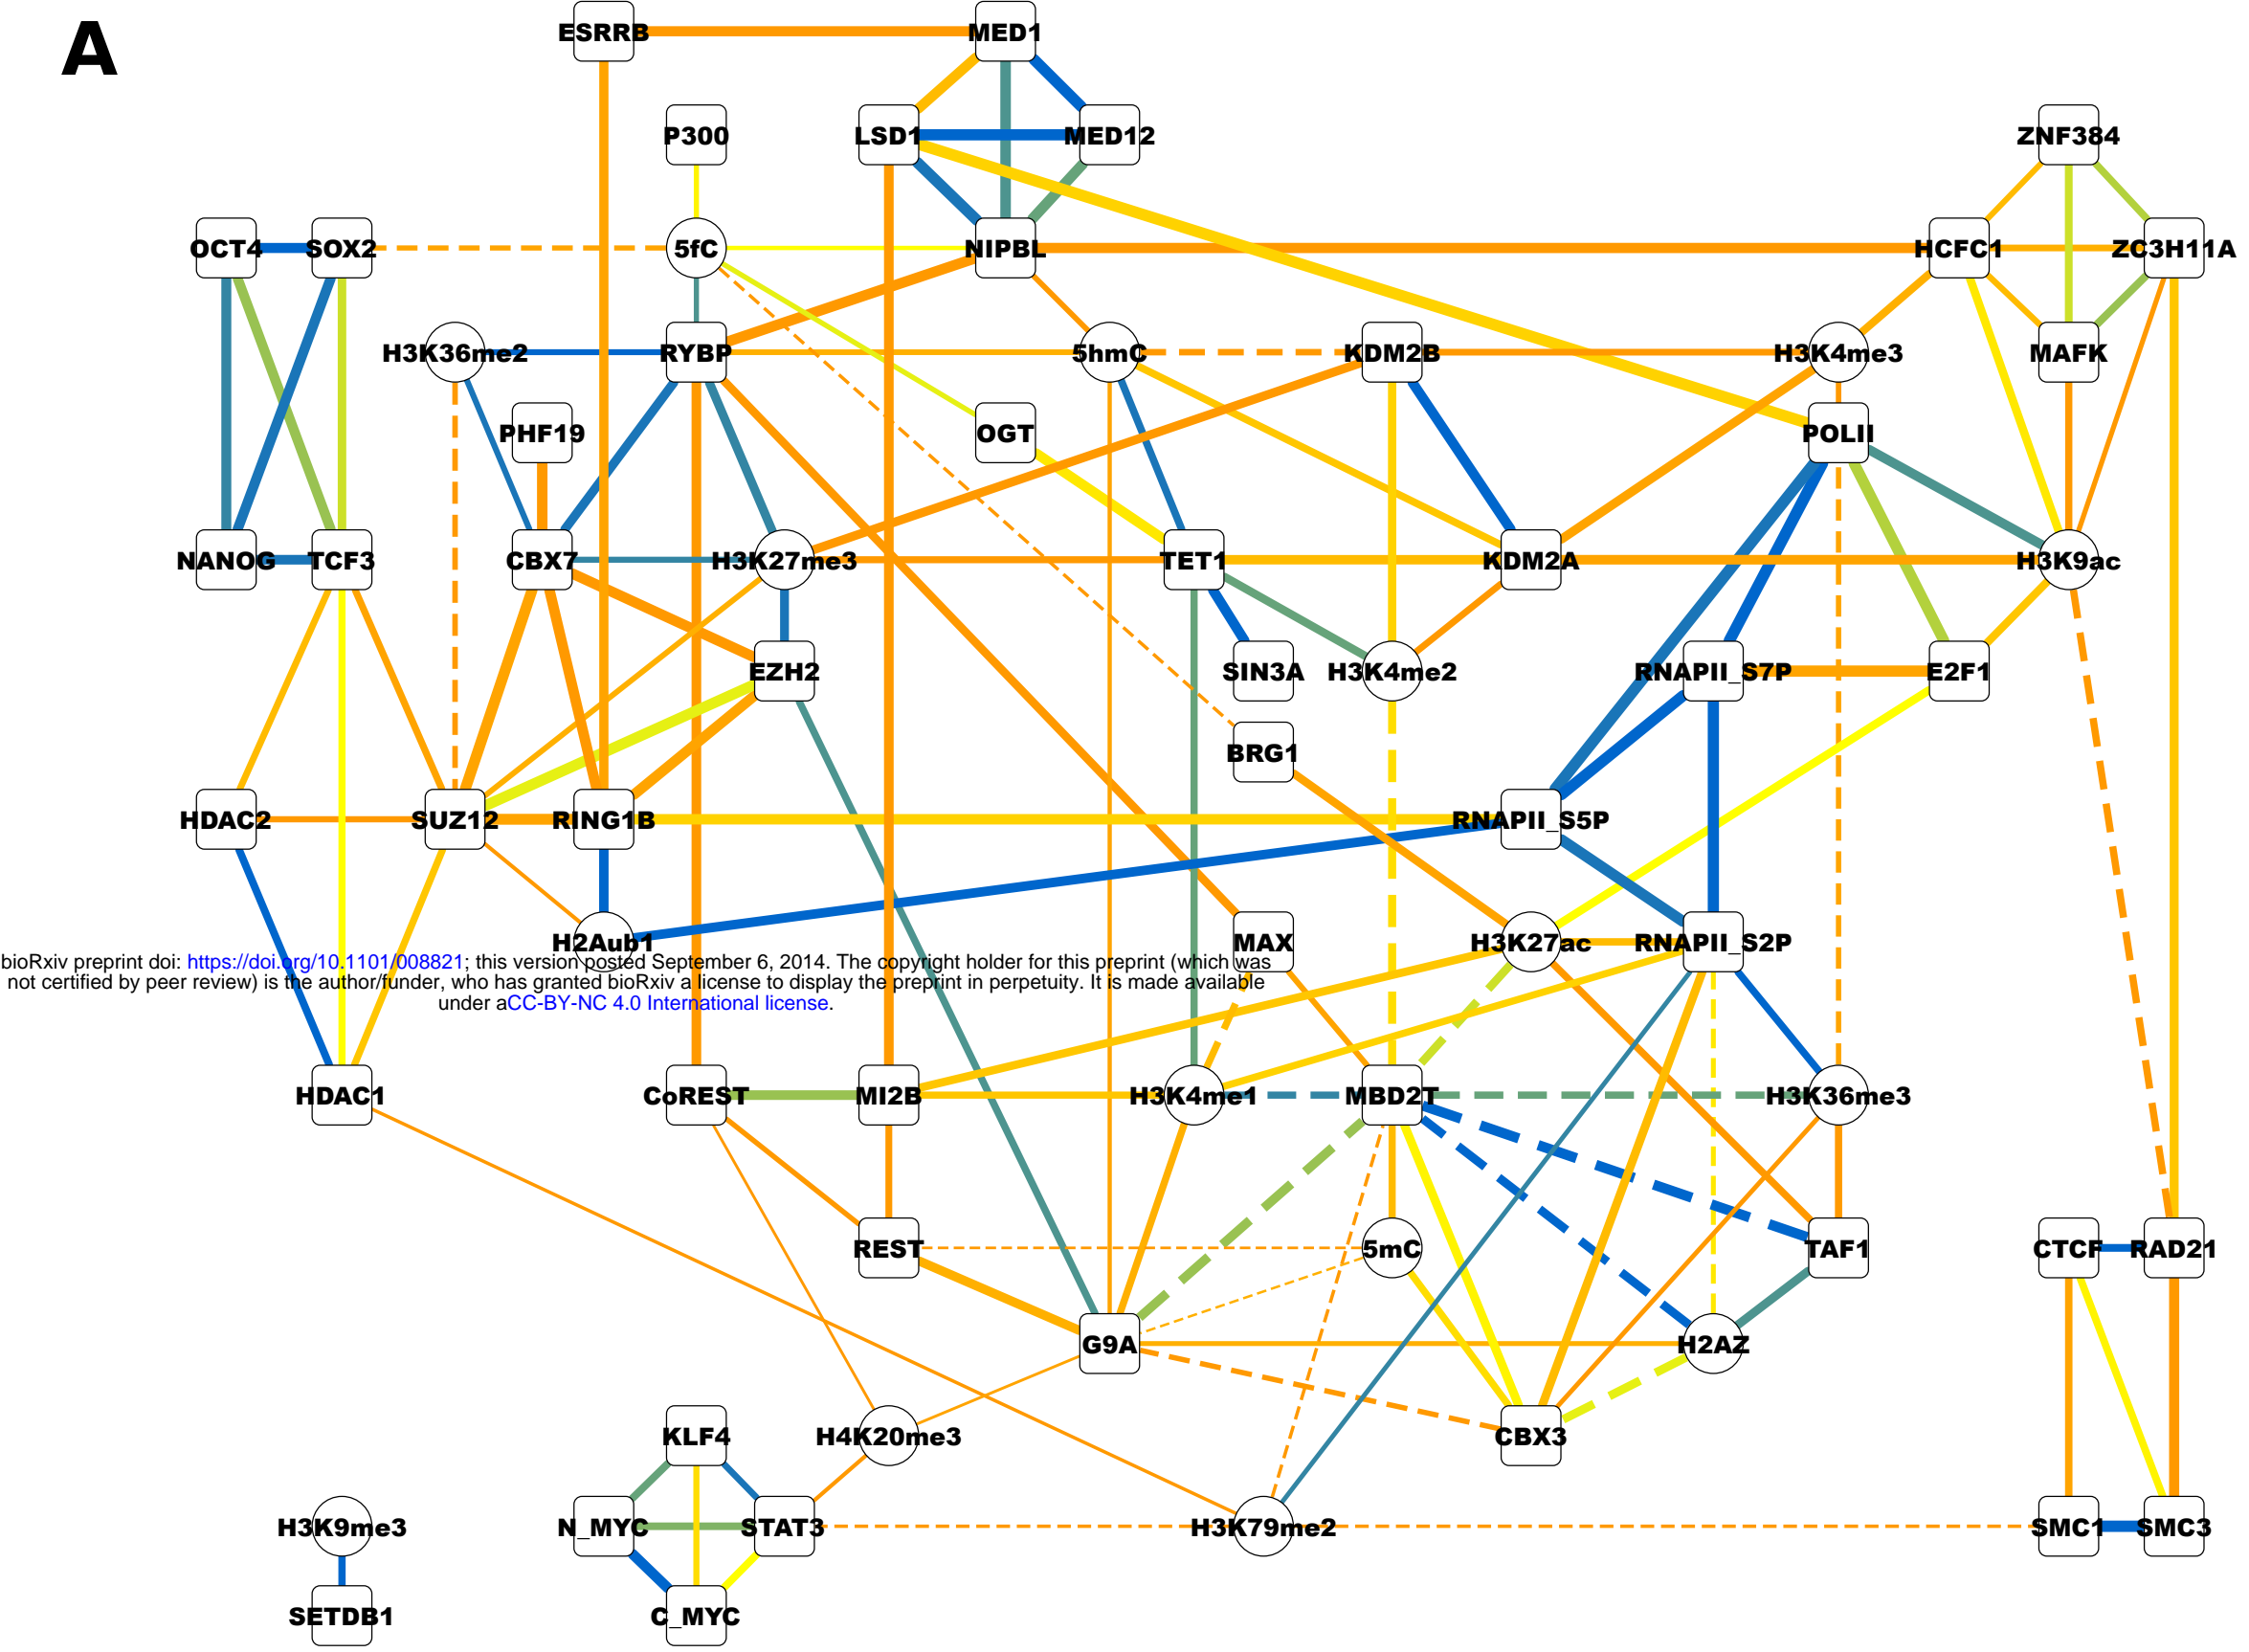 A
ESRRB
MED1
P300
LSD1
MED12
ZNF384
OCT4
SOX2
5fC
NIPBL
HCFC1
ZC3H11A
H3K36me2
RYBP
5hmC
KDM2B
H3K4me3
MAFK
PHF19
OGT
POLII
NANOG
TCF3
CBX7
H3K27me3
TET1
KDM2A
H3K9ac
EZH2
SIN3A
H3K4me2
RNAPII_S7P
E2F1
BRG1
HDAC2
SUZ12
RING1B
RNAPII_S5P
H2Aub1
MAX
H3K27ac
RNAPII_S2P
bioRxiv preprint doi: https://doi.org/10.1101/008821; this version posted September 6, 2014. The copyright holder for this preprint (which was
not certified by peer review) is the author/funder, who has granted bioRxiv a license to display the preprint in perpetuity. It is made available
under aCC-BY-NC 4.0 International license.
HDAC1
CoREST
MI2B
H3K4me1
MBD2T
H3K36me3
REST
5mC
TAF1
CTCF
RAD21
G9A
H2AZ
KLF4
H4K20me3
CBX3
H3K9me3
N_MYC
STAT3
H3K79me2
SMC1
SMC3
SETDB1
C_MYC